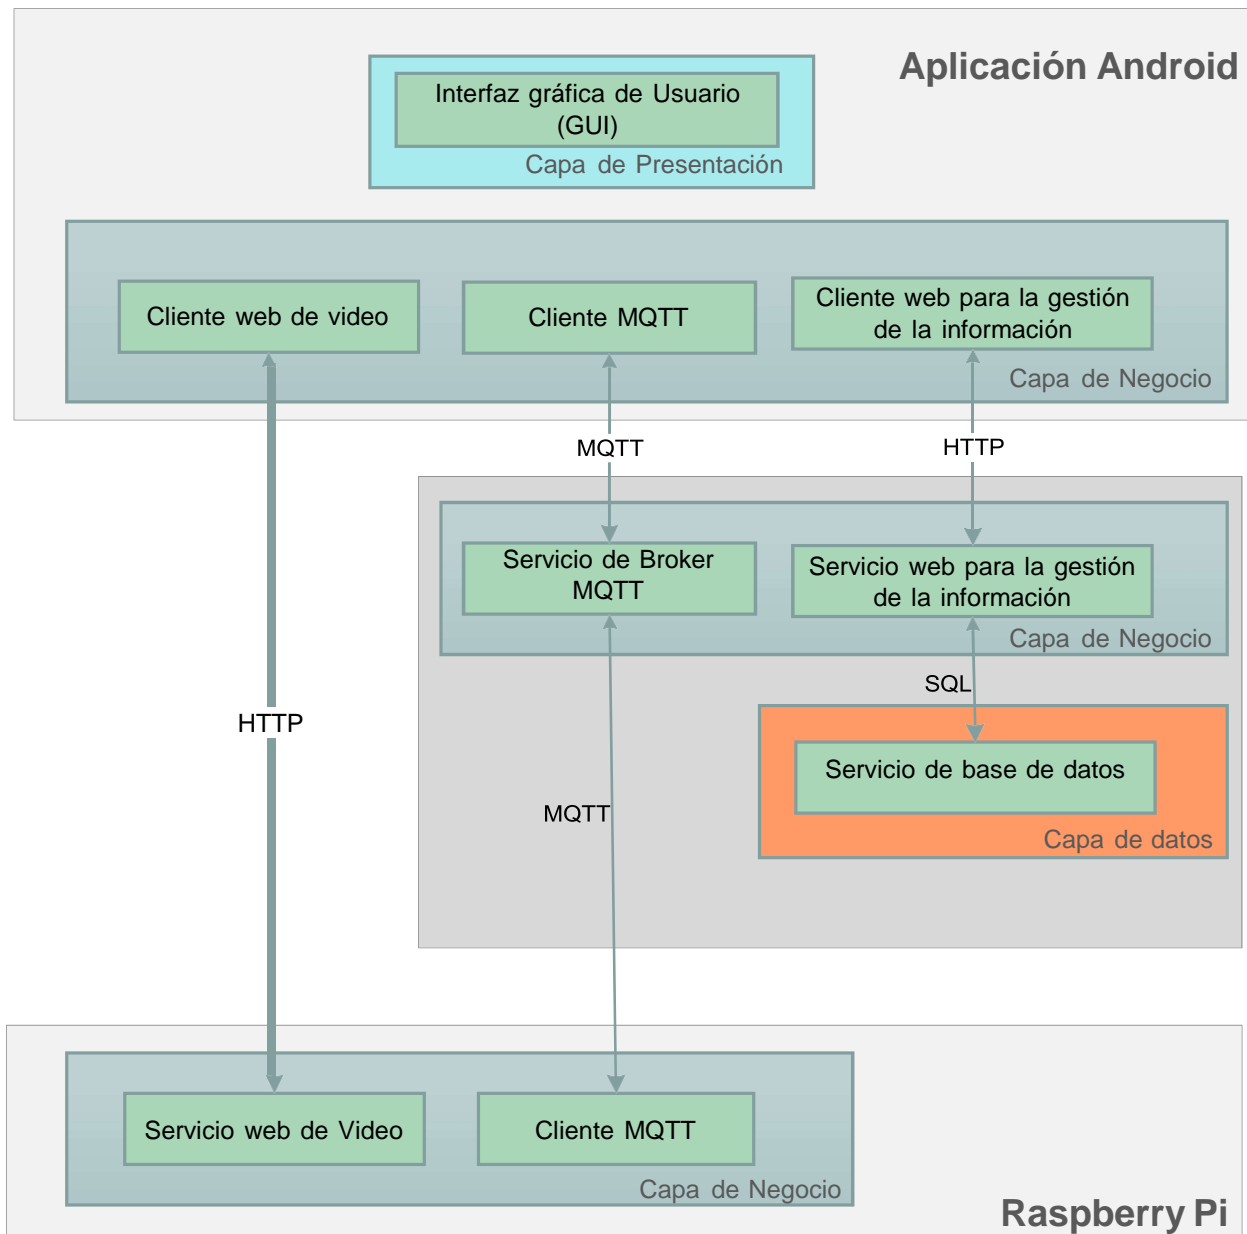 Aplicación Android
Interfaz gráfica de Usuario
(GUI)
Capa de Presentación
Cliente web de video
Cliente MQTT
Cliente web para la gestión
de la información
Capa de Negocio
MQTT
HTTP
Servicio de Broker
MQTT
Servicio web para la gestión
de la información
Capa de Negocio
SQL
HTTP
Servicio de base de datos
MQTT
Capa de datos
Servicio web de Video
Cliente MQTT
Capa de Negocio
Raspberry Pi